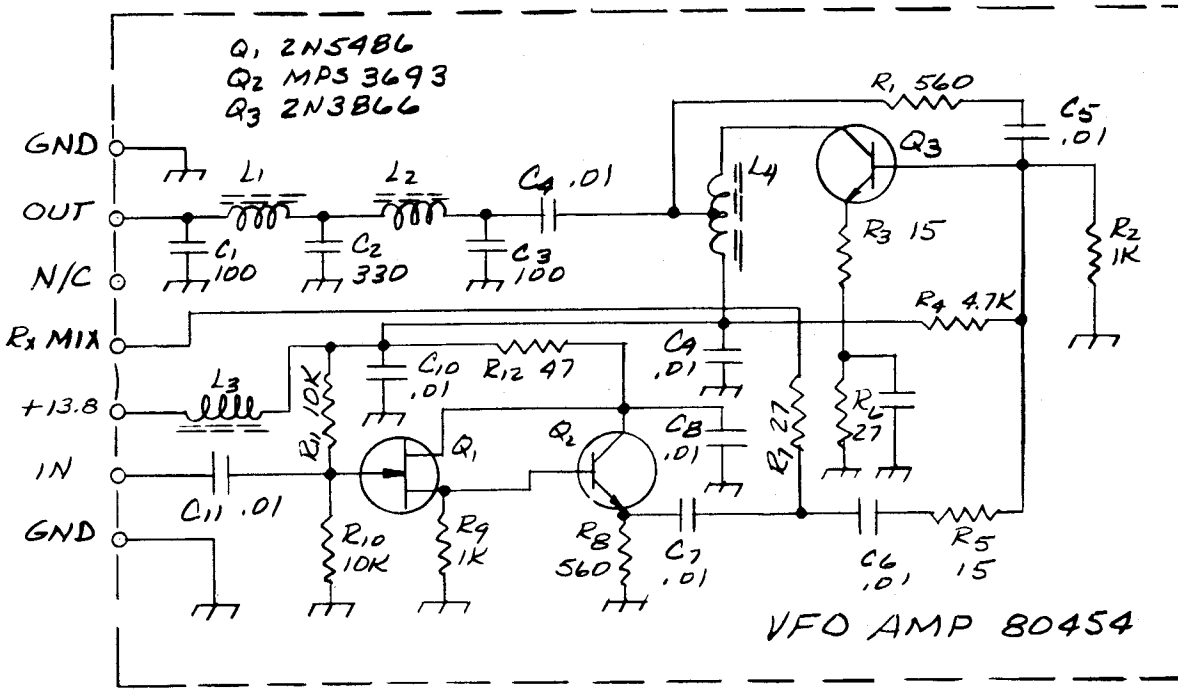 Q1 2N5486
Q2 MPS 3693
Q3 2N3866
R1 560
C5
.01
Q3
GND
L1
L2
C4 .01
L4
OUT
C1
100
C2
330
C3
100
R3 15
R2
1K
N/C
R4 4.7K
Rx MIX
C10
.01
R12 47
C9
.01
L3
+13.8
R11 10K
Q1
Q2
C8
.01
R7 27
R6
27
IN
C11 .01
GND
R10
10K
R9
1K
R8
560
C7
.01
C6
.01
R5
15
VFO AMP 80454